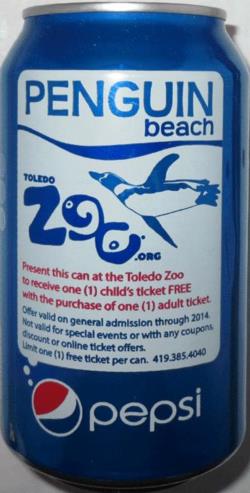 PENGUIN
beach
TOLEDO
ZOO
.ORG
Present this can at the Toledo Zoo
to receive one (1) child's ticket FREE
with the purchase of one (1) adult ticket.
Offer valid on general admission through 2014.
Not valid for special events or with any coupons,
discount or online ticket offers.
Limit one (1) free ticket per can. 419.385.4040
pepsi